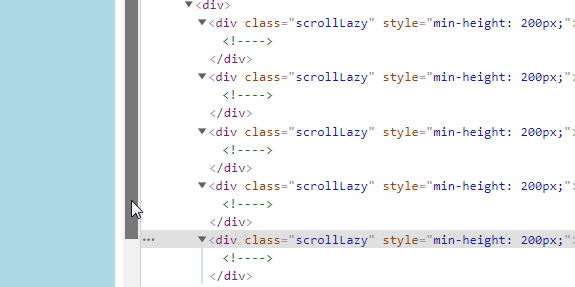 ▼<div>
▼<div class="scrollLazy" style="min-height: 200px;">
<!---->
</div>
▼<div class="scrollLazy" style="min-height: 200px;">
<!---->
</div>
▼<div class="scrollLazy" style="min-height: 200px;">
<!---->
</div>
▼<div class="scrollLazy" style="min-height: 200px;">
<!---->
</div>
… ▼<div class="scrollLazy" style="min-height: 200px;">
<!---->
</div>